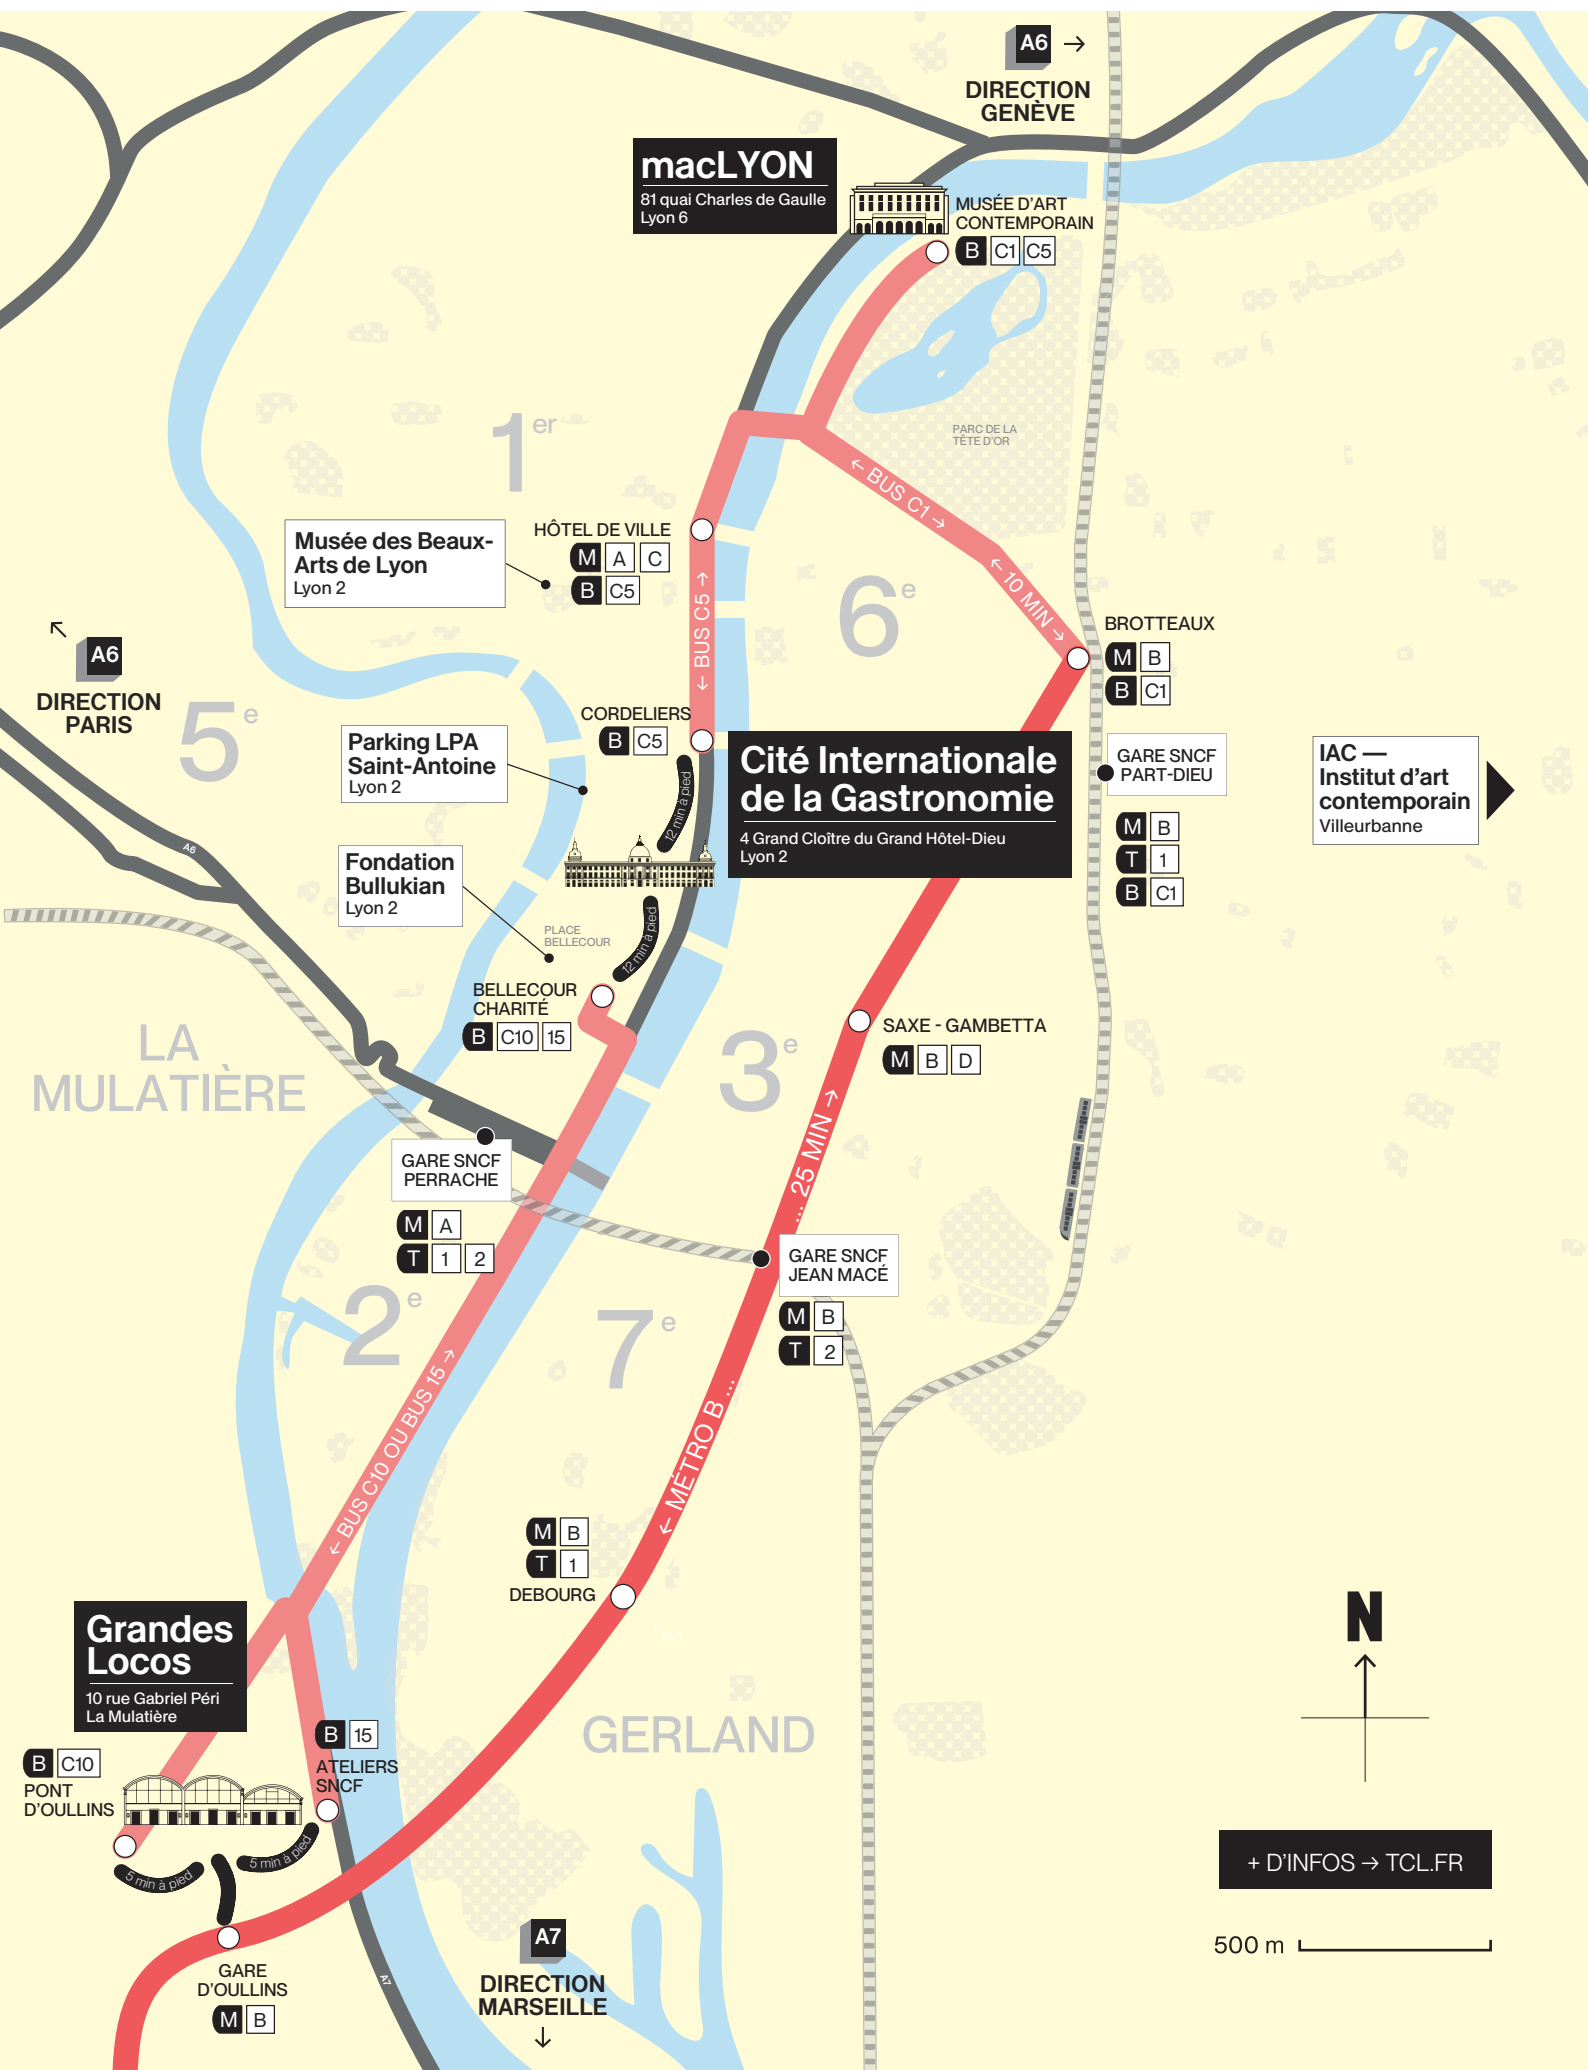 A6 →
DIRECTION
GENÈVE
macLYON
81 quai Charles de Gaulle
Lyon 6
MUSÉE D'ART
CONTEMPORAIN
B C1 C5
PARC DE LA
TÊTE D'OR
1er
← BUS C1 →
← 10 MIN →
HÔTEL DE VILLE
M A C
B C5
Musée des Beaux-
Arts de Lyon
Lyon 2
← BUS C5 →
6e
BROTTEAUX
M B
B C1
A6
DIRECTION
PARIS
5e
CORDELIERS
B C5
Parking LPA
Saint-Antoine
Lyon 2
12 min à pied
Cité Internationale
de la Gastronomie
4 Grand Cloître du Grand Hôtel-Dieu
Lyon 2
GARE SNCF
PART-DIEU
M B
T 1
B C1
IAC —
Institut d'art
contemporain
Villeurbanne
A6
Fondation
Bullukian
Lyon 2
PLACE
BELLECOUR
12 min à pied
BELLECOUR
CHARITÉ
B C10 15
SAXE - GAMBETTA
M B D
LA
MULATIÈRE
3e
GARE SNCF
PERRACHE
M A
T 1 2
GARE SNCF
JEAN MACÉ
M B
T 2
2e
7e
← BUS C10 OU BUS 15 →
← MÉTRO B ...
... 25 MIN →
M B
T 1
DEBOURG
Grandes
Locos
10 rue Gabriel Péri
La Mulatière
B 15
ATELIERS
SNCF
B C10
PONT
D'OULLINS
GERLAND
5 min à pied
5 min à pied
GARE
D'OULLINS
M B
A7
A7
DIRECTION
MARSEILLE
↓
N
+ D'INFOS → TCL.FR
500 m